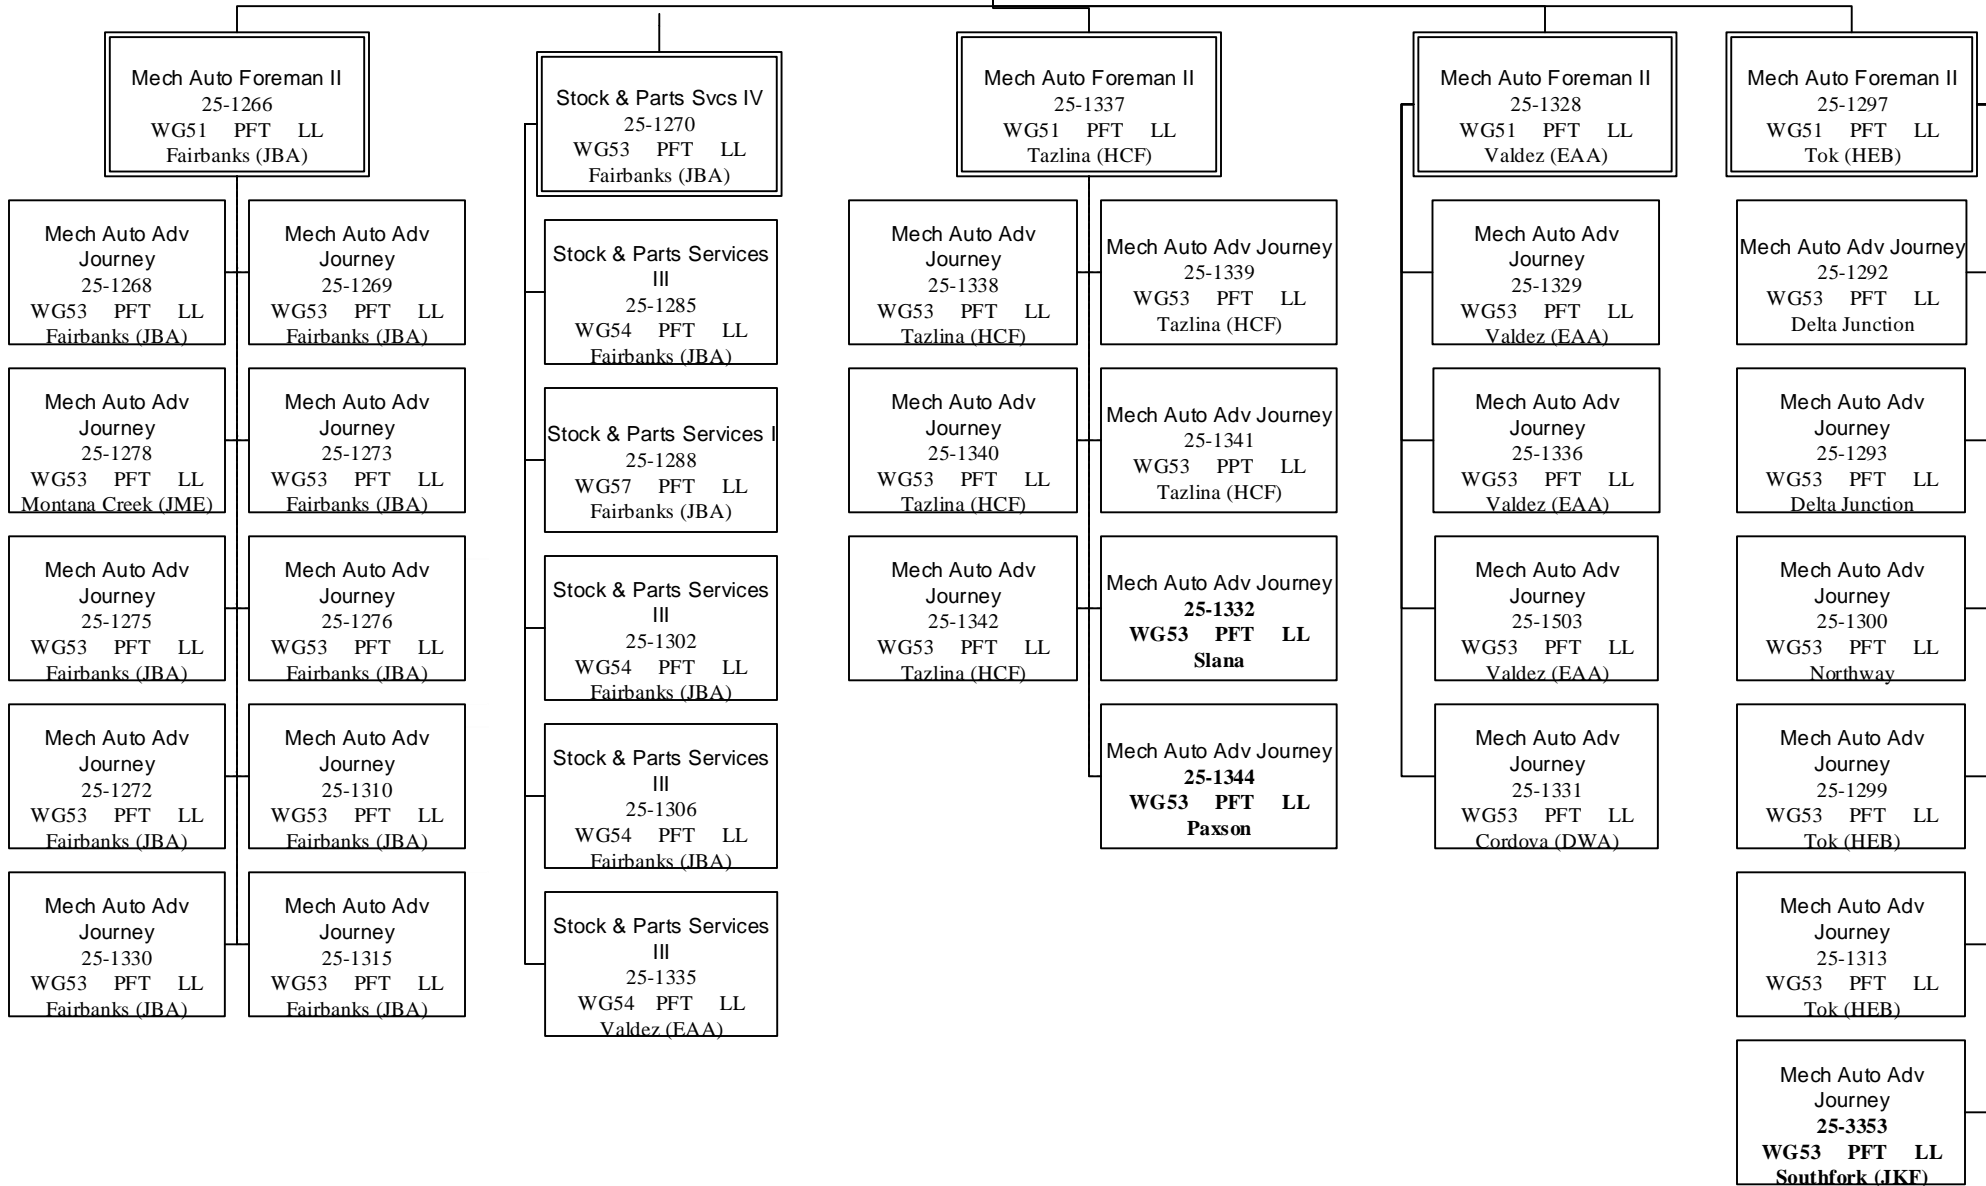 Mech Auto Foreman II
25-1266
WG51 PFT LL
Fairbanks (JBA)
Mech Auto Adv
Journey
25-1268
WG53 PFT LL
Fairbanks (JBA)
Mech Auto Adv
Journey
25-1269
WG53 PFT LL
Fairbanks (JBA)
Mech Auto Adv
Journey
25-1278
WG53 PFT LL
Montana Creek (JME)
Mech Auto Adv
Journey
25-1273
WG53 PFT LL
Fairbanks (JBA)
Mech Auto Adv
Journey
25-1275
WG53 PFT LL
Fairbanks (JBA)
Mech Auto Adv
Journey
25-1276
WG53 PFT LL
Fairbanks (JBA)
Mech Auto Adv
Journey
25-1272
WG53 PFT LL
Fairbanks (JBA)
Mech Auto Adv
Journey
25-1310
WG53 PFT LL
Fairbanks (JBA)
Mech Auto Adv
Journey
25-1330
WG53 PFT LL
Fairbanks (JBA)
Mech Auto Adv
Journey
25-1315
WG53 PFT LL
Fairbanks (JBA)
Stock & Parts Svcs IV
25-1270
WG53 PFT LL
Fairbanks (JBA)
Stock & Parts Services
III
25-1285
WG54 PFT LL
Fairbanks (JBA)
Stock & Parts Services I
25-1288
WG57 PFT LL
Fairbanks (JBA)
Stock & Parts Services
III
25-1302
WG54 PFT LL
Fairbanks (JBA)
Stock & Parts Services
III
25-1306
WG54 PFT LL
Fairbanks (JBA)
Stock & Parts Services
III
25-1335
WG54 PFT LL
Valdez (EAA)
Mech Auto Foreman II
25-1337
WG51 PFT LL
Tazlina (HCF)
Mech Auto Adv
Journey
25-1338
WG53 PFT LL
Tazlina (HCF)
Mech Auto Adv Journey
25-1339
WG53 PFT LL
Tazlina (HCF)
Mech Auto Adv
Journey
25-1340
WG53 PFT LL
Tazlina (HCF)
Mech Auto Adv Journey
25-1341
WG53 PPT LL
Tazlina (HCF)
Mech Auto Adv
Journey
25-1342
WG53 PFT LL
Tazlina (HCF)
Mech Auto Adv Journey
25-1332
WG53 PFT LL
Slana
Mech Auto Adv Journey
25-1344
WG53 PFT LL
Paxson
Mech Auto Foreman II
25-1328
WG51 PFT LL
Valdez (EAA)
Mech Auto Adv
Journey
25-1329
WG53 PFT LL
Valdez (EAA)
Mech Auto Adv
Journey
25-1336
WG53 PFT LL
Valdez (EAA)
Mech Auto Adv
Journey
25-1503
WG53 PFT LL
Valdez (EAA)
Mech Auto Adv
Journey
25-1331
WG53 PFT LL
Cordova (DWA)
Mech Auto Foreman II
25-1297
WG51 PFT LL
Tok (HEB)
Mech Auto Adv Journey
25-1292
WG53 PFT LL
Delta Junction
Mech Auto Adv
Journey
25-1293
WG53 PFT LL
Delta Junction
Mech Auto Adv
Journey
25-1300
WG53 PFT LL
Northway
Mech Auto Adv
Journey
25-1299
WG53 PFT LL
Tok (HEB)
Mech Auto Adv
Journey
25-1313
WG53 PFT LL
Tok (HEB)
Mech Auto Adv
Journey
25-3353
WG53 PFT LL
Southfork (JKF)